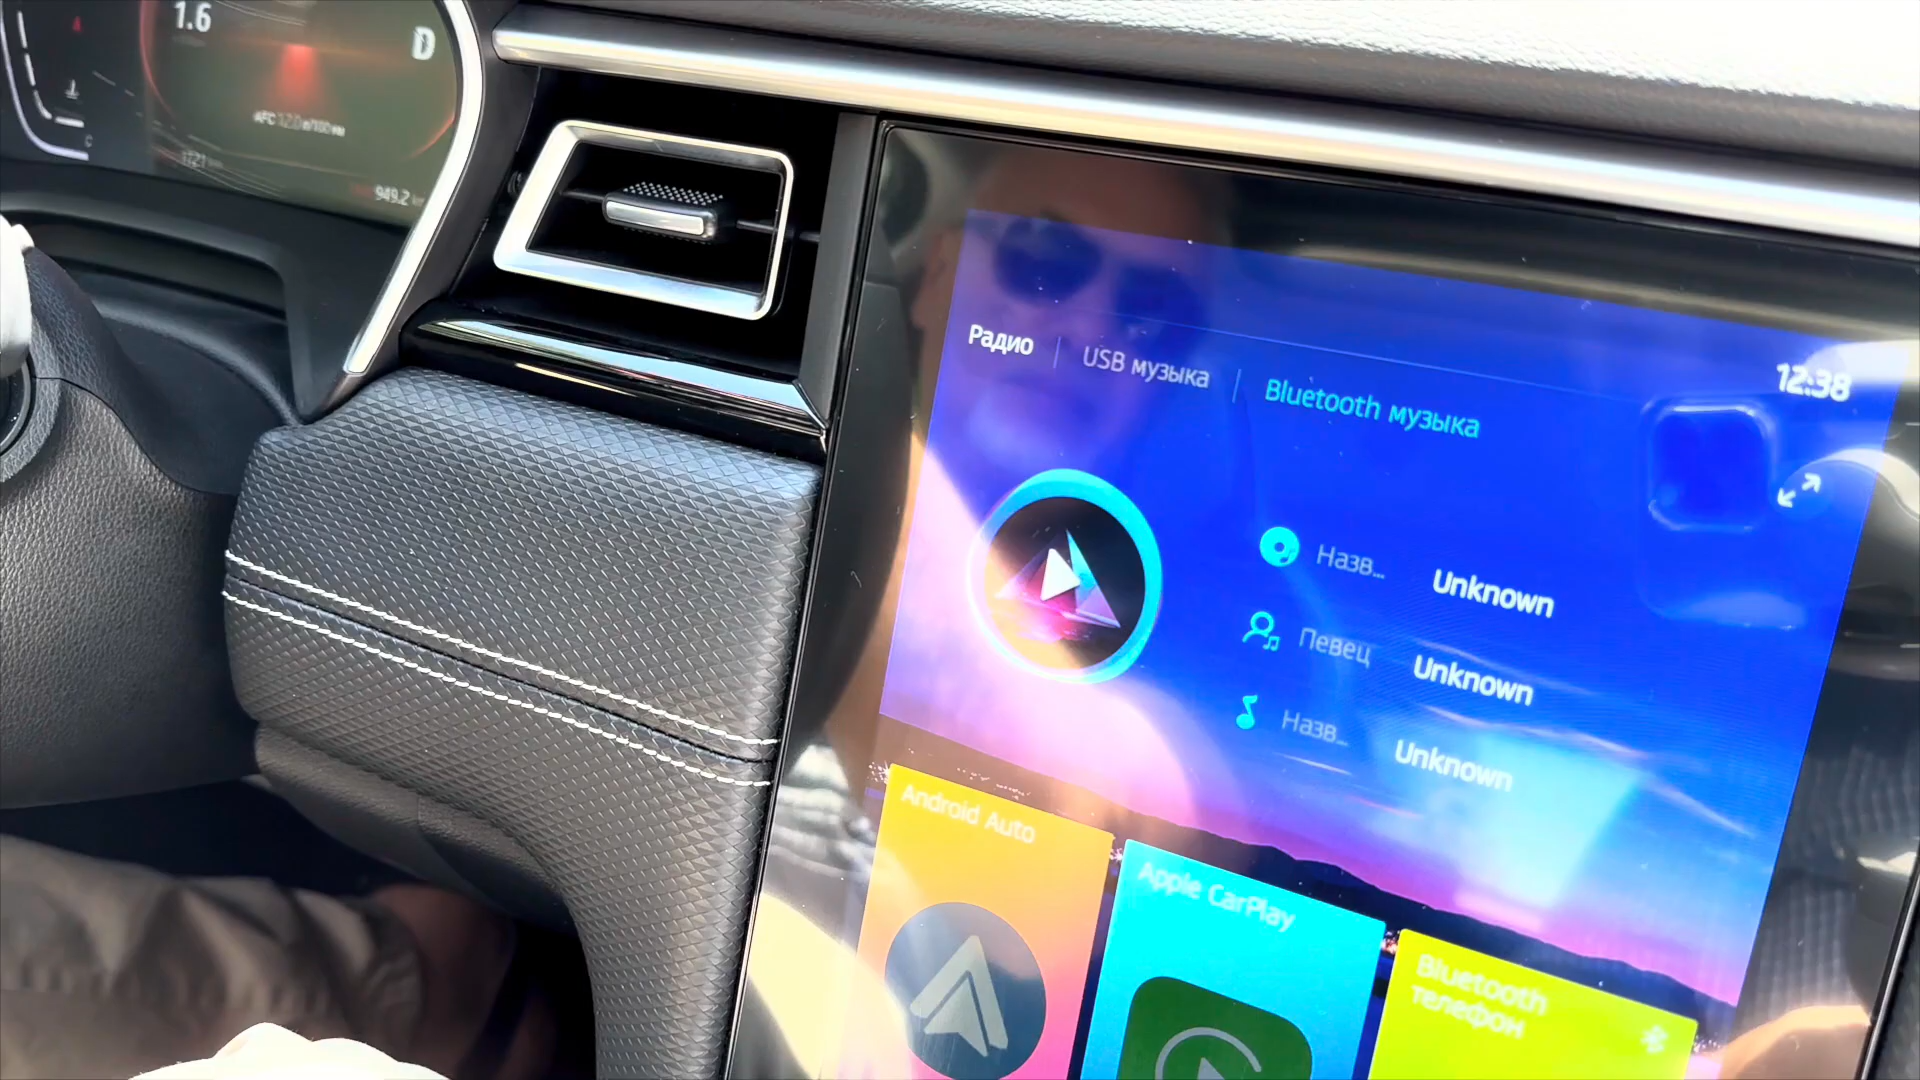 1.6
D
AFC 12.0 л/100 км
1721
949.2
Радио
USB музыка
Bluetooth музыка
12:38
Назв...
Unknown
Певец
Unknown
Назв...
Unknown
Android Auto
Apple CarPlay
Bluetooth
телефон